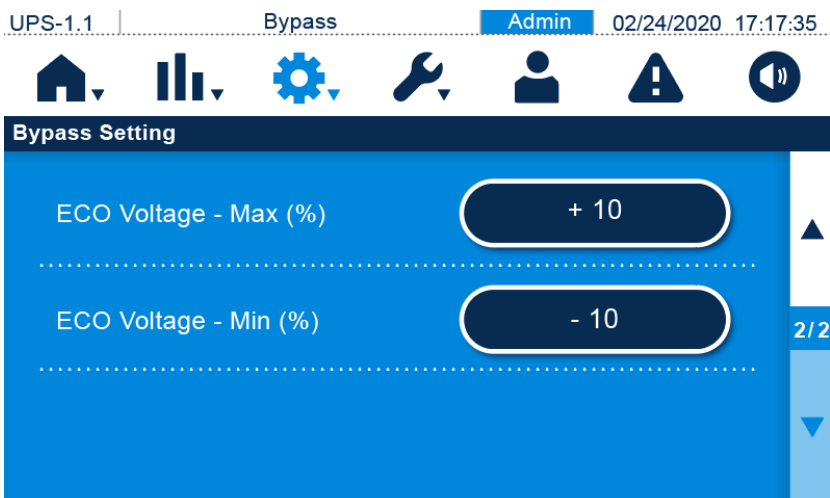 UPS-1.1 Bypass Admin 02/24/2020 17:17:35
Bypass Setting
ECO Voltage - Max (%) + 10
ECO Voltage - Min (%) - 10
2/2